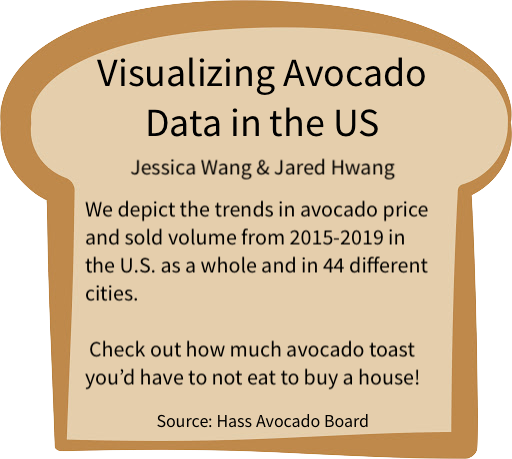 Visualizing Avocado
Data in the US
Jessica Wang & Jared Hwang
We depict the trends in avocado price
and sold volume from 2015-2019 in
the U.S. as a whole and in 44 different
cities.
Check out how much avocado toast
you’d have to not eat to buy a house!
Source: Hass Avocado Board